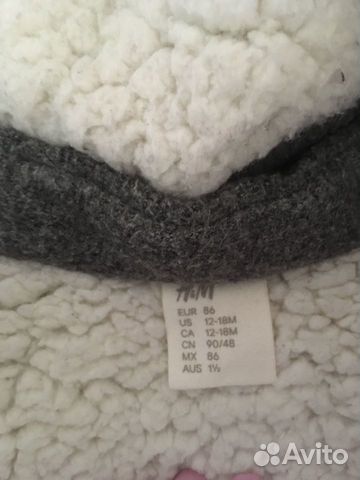 H&M
EUR 86
US 12-18M
CA 12-18M
CN 90/48
MX 86
AUS 1½
Avito